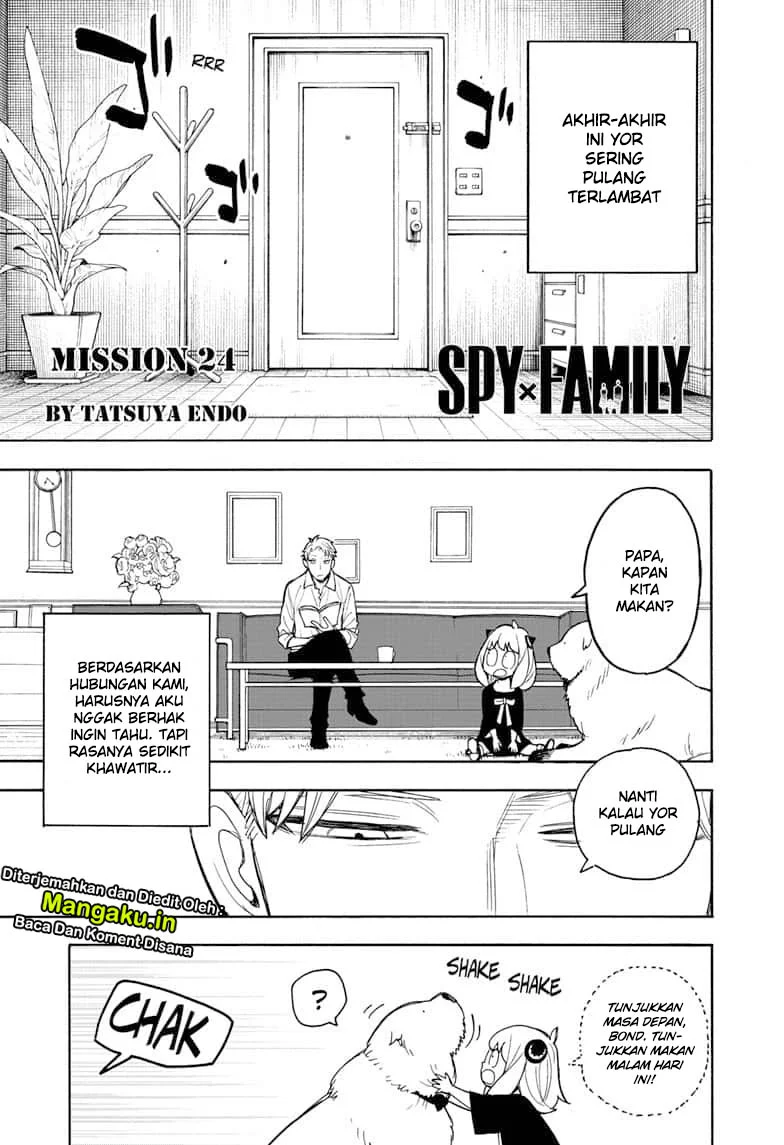 ゴ
RRR
ゴ
ゴ
AKHIR-AKHIR
INI YOR
SERING
PULANG
TERLAMBAT
MISSION 24
BY TATSUYA ENDO
SPY×FAMILY
PAPA,
KAPAN
KITA
MAKAN?
BERDASARKAN
HUBUNGAN KAMI,
HARUSNYA AKU
NGGAK BERHAK
INGIN TAHU. TAPI
RASANYA SEDIKIT
KHAWATIR...
NANTI
KALAU YOR
PULANG
Diterjemahkan dan Diedit Oleh :
Mangaku.in
Baca Dan Koment Disana
SHAKE SHAKE
?
CHAK
TUNJUKKAN
MASA DEPAN,
BOND. TUN-
JUKKAN MAKAN
MALAM HARI
INI!